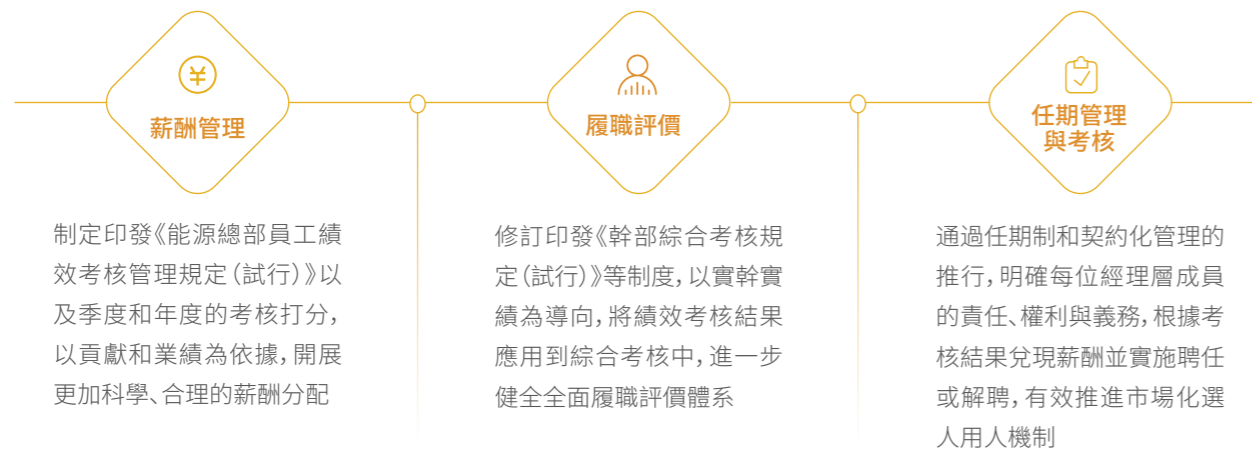 薪酬管理
制定印發《能源總部員工績
效考核管理規定（試行）》以
及季度和年度的考核打分，
以貢獻和業績為依據，開展
更加科學、合理的薪酬分配
履職評價
修訂印發《幹部綜合考核規
定（試行）》等制度，以實幹實
績為導向，將績效考核結果
應用到綜合考核中，進一步
健全全面履職評價體系
任期管理
與考核
通過任期制和契約化管理的
推行，明確每位經理層成員
的責任、權利與義務，根據考
核結果兌現薪酬並實施聘任
或解聘，有效推進市場化選
人用人機制